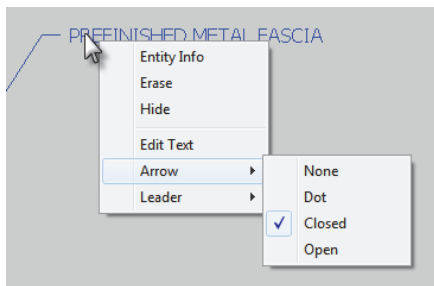 PREFINISHED METAL FASCIA
Entity Info
Erase
Hide
Edit Text
Arrow
Leader
None
Dot
Closed
Open